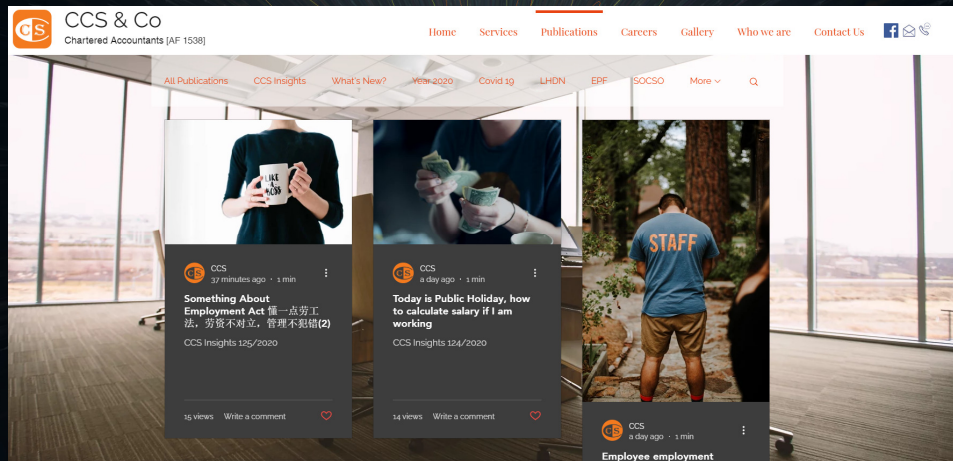 CS
CCS & Co
Chartered Accountants [AF 1538]
Home Services Publications Careers Gallery Who we are Contact Us
All Publications CCS Insights What's New? Year 2020 Covid 19 LHDN EPF SOCSO More
LIKE
A
BOSS
STAFF
CS
CCS
37 minutes ago · 1 min
Something About
Employment Act 懂一点劳工
法，劳资不对立，管理不犯错(2)
CCS Insights 125/2020
15 views Write a comment
CS
CCS
a day ago · 1 min
Today is Public Holiday, how
to calculate salary if I am
working
CCS Insights 124/2020
14 views Write a comment
CS
CCS
a day ago · 1 min
Employee employment